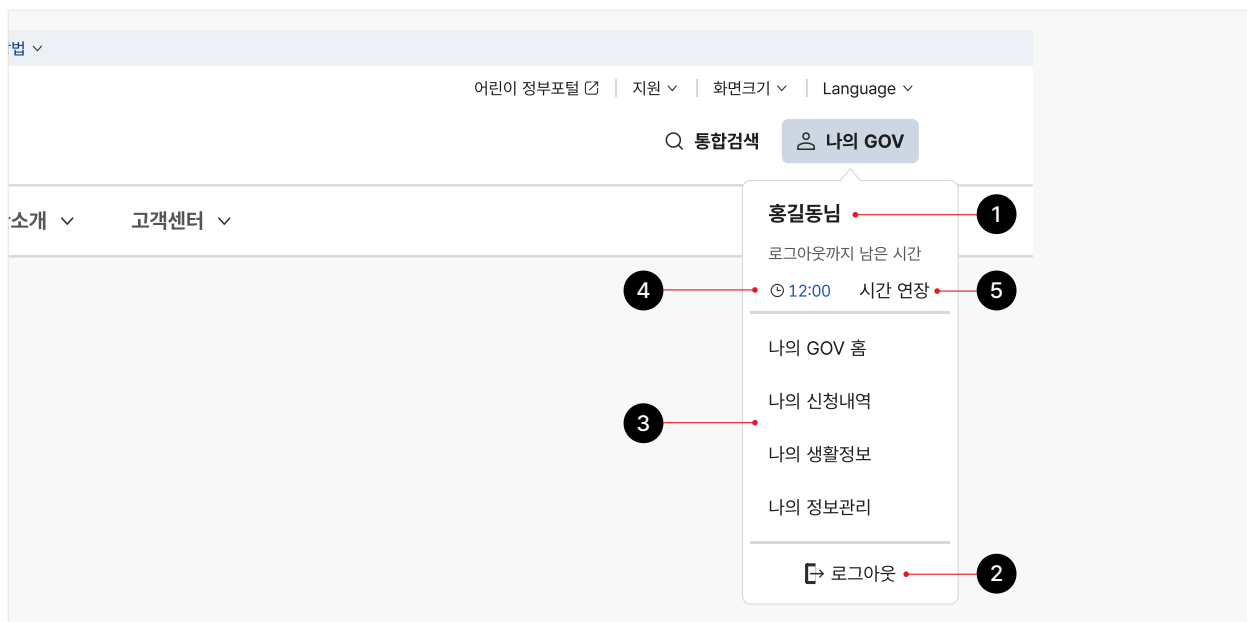 법
어린이 정부포털 지원 화면크기 Language
통합검색 나의 GOV
소개 고객센터
홍길동님 1
로그아웃까지 남은 시간
4 12:00 시간 연장 5
나의 GOV 홈
나의 신청내역
3
나의 생활정보
나의 정보관리
로그아웃 2